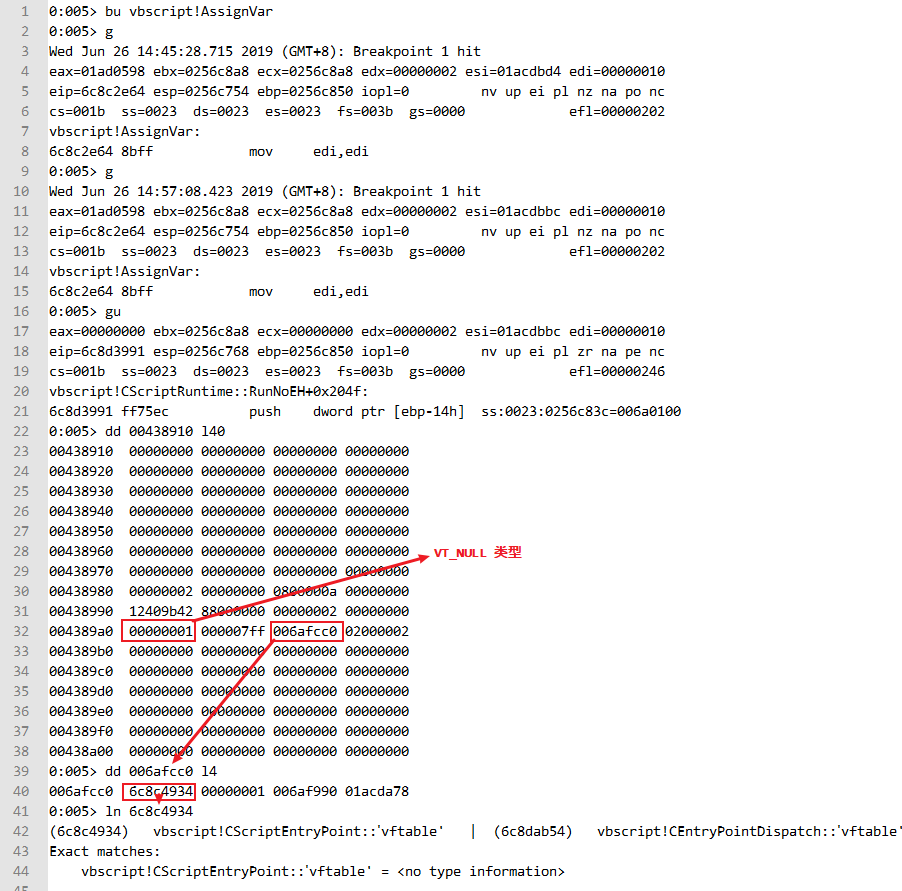 1 0:005> bu vbscript!AssignVar
2 0:005> g
3 Wed Jun 26 14:45:28.715 2019 (GMT+8): Breakpoint 1 hit
4 eax=01ad0598 ebx=0256c8a8 ecx=0256c8a8 edx=00000002 esi=01acdbd4 edi=00000010
5 eip=6c8c2e64 esp=0256c754 ebp=0256c850 iopl=0 nv up ei pl nz na po nc
6 cs=001b ss=0023 ds=0023 es=0023 fs=003b gs=0000 efl=00000202
7 vbscript!AssignVar:
8 6c8c2e64 8bff mov edi,edi
9 0:005> g
10 Wed Jun 26 14:57:08.423 2019 (GMT+8): Breakpoint 1 hit
11 eax=01ad0598 ebx=0256c8a8 ecx=0256c8a8 edx=00000002 esi=01acdbbc edi=00000010
12 eip=6c8c2e64 esp=0256c754 ebp=0256c850 iopl=0 nv up ei pl nz na po nc
13 cs=001b ss=0023 ds=0023 es=0023 fs=003b gs=0000 efl=00000202
14 vbscript!AssignVar:
15 6c8c2e64 8bff mov edi,edi
16 0:005> gu
17 eax=00000000 ebx=0256c8a8 ecx=00000000 edx=00000002 esi=01acdbbc edi=00000010
18 eip=6c8d3991 esp=0256c768 ebp=0256c850 iopl=0 nv up ei pl zr na pe nc
19 cs=001b ss=0023 ds=0023 es=0023 fs=003b gs=0000 efl=00000246
20 vbscript!CScriptRuntime::RunNoEH+0x204f:
21 6c8d3991 ff75ec push dword ptr [ebp-14h] ss:0023:0256c83c=006a0100
22 0:005> dd 00438910 l40
23 00438910 00000000 00000000 00000000 00000000
24 00438920 00000000 00000000 00000000 00000000
25 00438930 00000000 00000000 00000000 00000000
26 00438940 00000000 00000000 00000000 00000000
27 00438950 00000000 00000000 00000000 00000000
28 00438960 00000000 00000000 00000000 00000000 VT_NULL 类型
29 00438970 00000000 00000000 00000000 00000000
30 00438980 00000002 00000000 0800000a 00000000
31 00438990 12409b42 88000000 00000002 00000000
32 004389a0 00000001 000007ff 006afcc0 02000002
33 004389b0 00000000 00000000 00000000 00000000
34 004389c0 00000000 00000000 00000000 00000000
35 004389d0 00000000 00000000 00000000 00000000
36 004389e0 00000000 00000000 00000000 00000000
37 004389f0 00000000 00000000 00000000 00000000
38 00438a00 00000000 00000000 00000000 00000000
39 0:005> dd 006afcc0 l4
40 006afcc0 6c8c4934 00000001 006af990 01acda78
41 0:005> ln 6c8c4934
42 (6c8c4934) vbscript!CScriptEntryPoint::'vftable' | (6c8dab54) vbscript!CEntryPointDispatch::'vftable'
43 Exact matches:
44 vbscript!CScriptEntryPoint::'vftable' = <no type information>
45